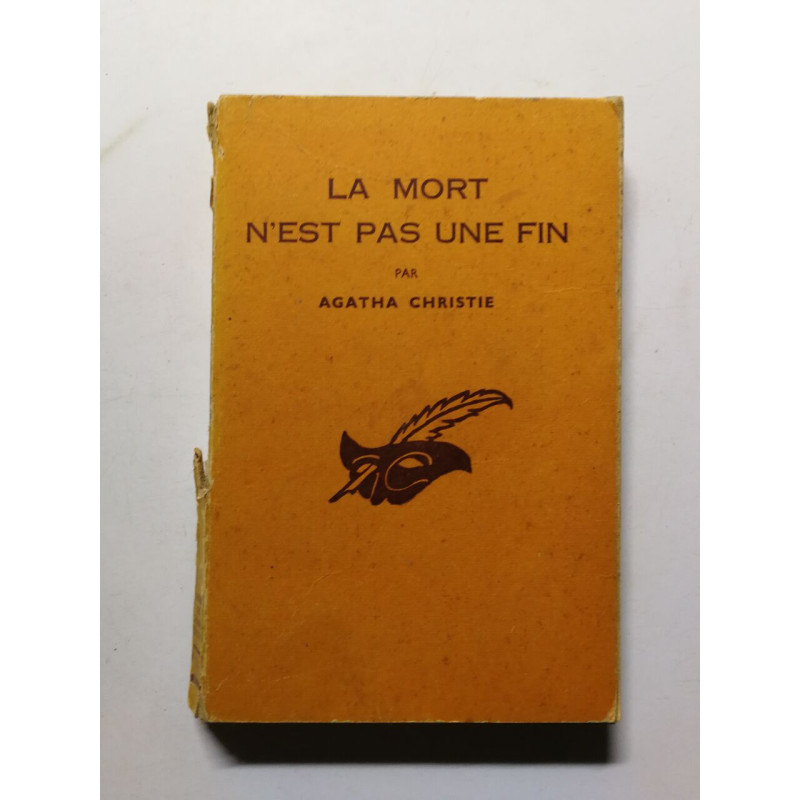 LA MORT
N'EST PAS UNE FIN
PAR
AGATHA CHRISTIE